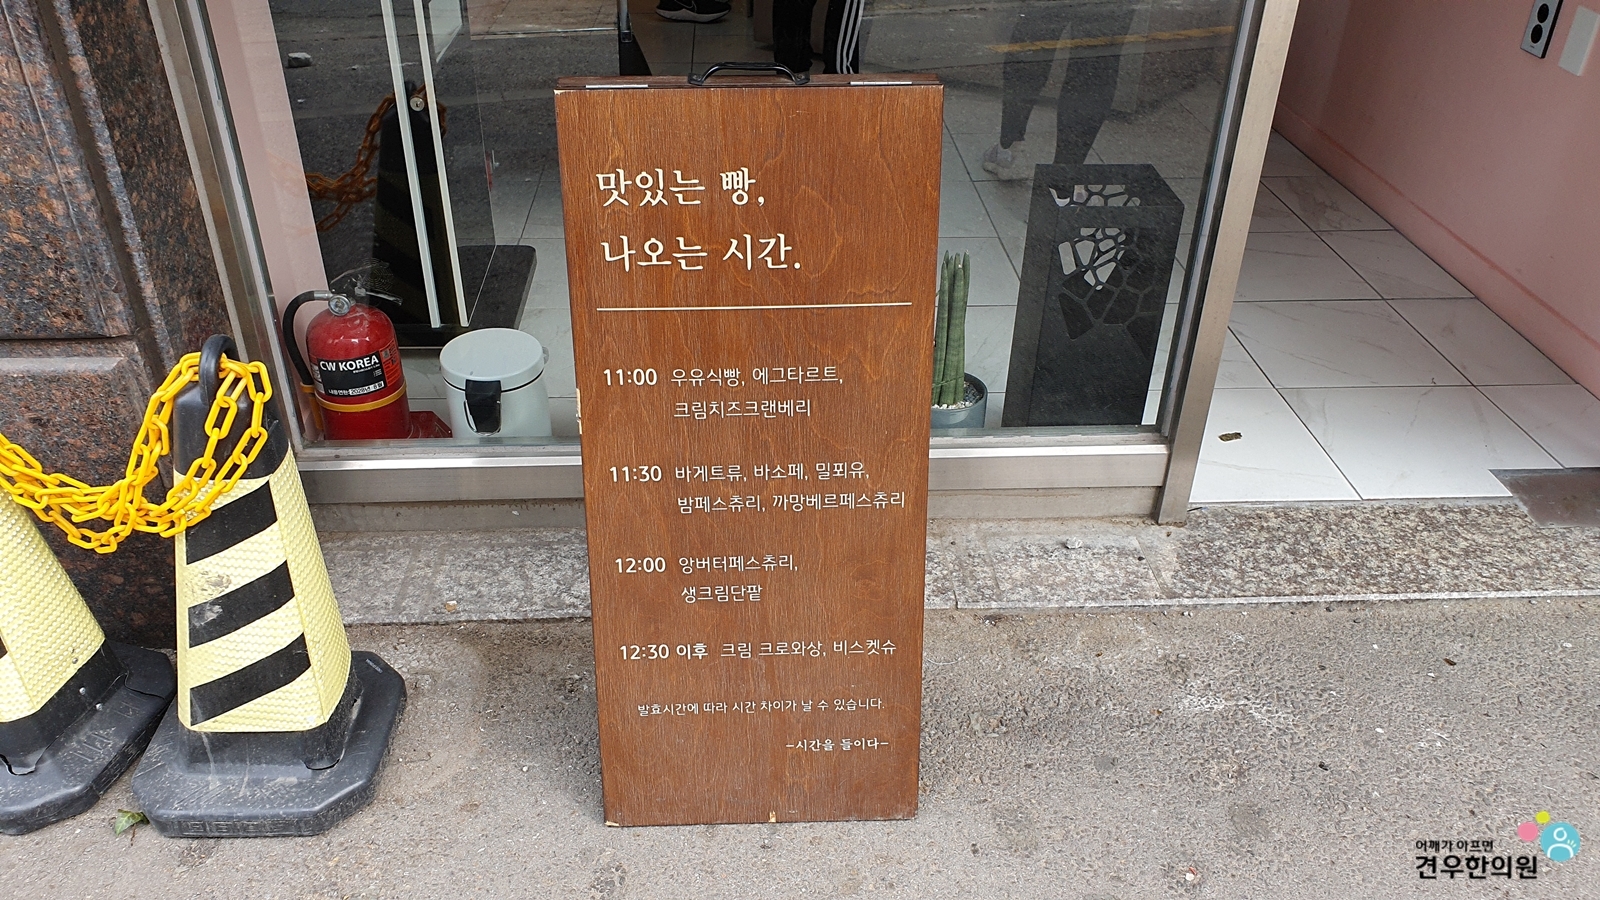 맛있는 빵,
나오는 시간.
11:00 우유식빵, 에그타르트,
크림치즈크랜베리
11:30 바게트류, 바소페, 밀푀유,
밤페스츄리, 까망베르페스츄리
12:00 앙버터페스츄리,
생크림단팥
12:30 이후 크림 크로와상, 비스켓슈
발효시간에 따라 시간 차이가 날 수 있습니다.
-시간을 들이다-
CW KOREA
어깨가 아프면
견우한의원